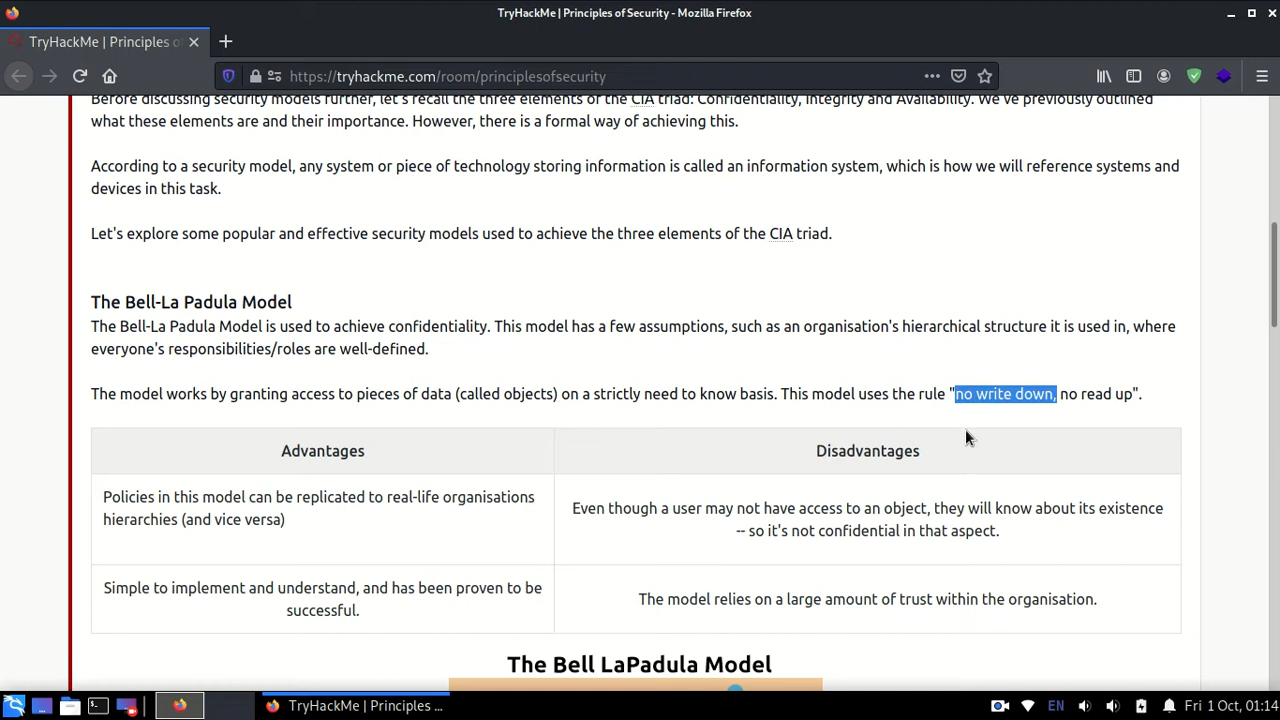 TryHackMe | Principles of Security - Mozilla Firefox
TryHackMe | Principles o
https://tryhackme.com/room/principlesofsecurity
Before discussing security models further, let's recall the three elements of the CIA triad: Confidentiality, Integrity and Availability. We've previously outlined
what these elements are and their importance. However, there is a formal way of achieving this.
According to a security model, any system or piece of technology storing information is called an information system, which is how we will reference systems and
devices in this task.
Let's explore some popular and effective security models used to achieve the three elements of the CIA triad.
The Bell-La Padula Model
The Bell-La Padula Model is used to achieve confidentiality. This model has a few assumptions, such as an organisation's hierarchical structure it is used in, where
everyone's responsibilities/roles are well-defined.
The model works by granting access to pieces of data (called objects) on a strictly need to know basis. This model uses the rule "no write down, no read up".
Advantages
Disadvantages
Policies in this model can be replicated to real-life organisations
hierarchies (and vice versa)
Even though a user may not have access to an object, they will know about its existence
-- so it's not confidential in that aspect.
Simple to implement and understand, and has been proven to be
successful.
The model relies on a large amount of trust within the organisation.
The Bell LaPadula Model
TryHackMe | Principles ...
EN
Fri 1 Oct, 01:14